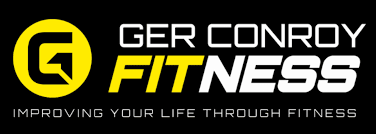 GER CONROY
FITNESS
IMPROVING YOUR LIFE THROUGH FITNESS